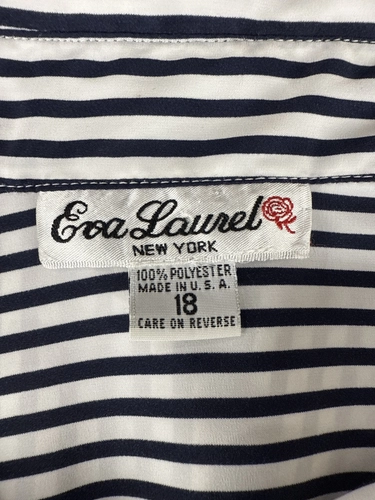 Eva Laurel
NEW YORK
100% POLYESTER
MADE IN U.S.A.
18
CARE ON REVERSE